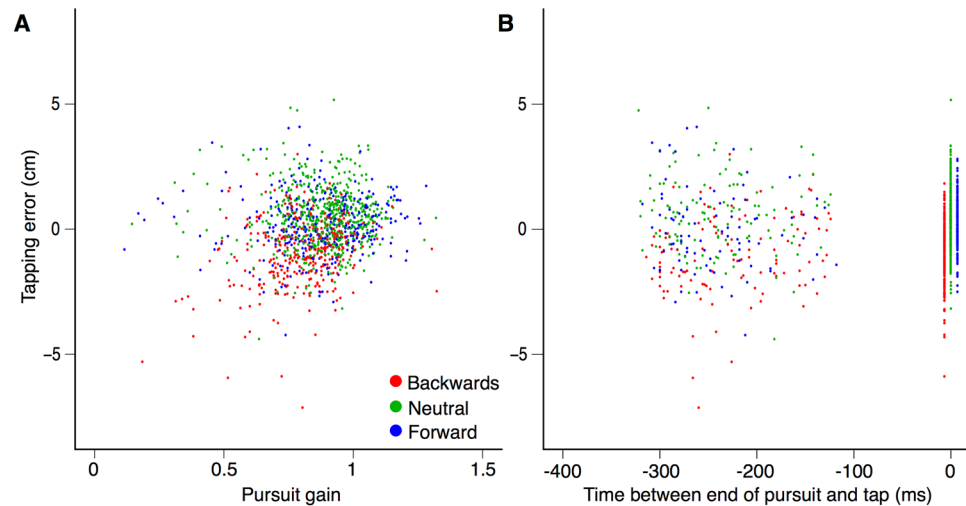 A
B
Tapping error (cm)
5
0
−5
5
0
−5
Backwards
Neutral
Forward
0
0.5
1
1.5
-400
-300
-200
-100
0
Pursuit gain
Time between end of pursuit and tap (ms)